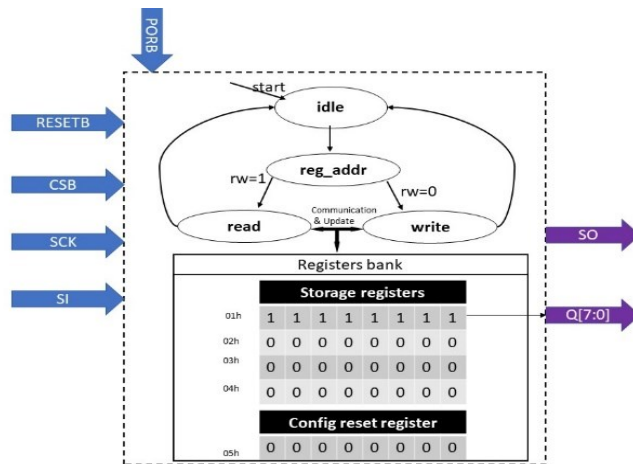 PORB
start
idle
RESETB
reg_addr
rw=1
rw=0
CSB
Communication
& Update
read
write
SCK
SO
Registers bank
Storage registers
SI
01h 1 1 1 1 1 1 1 1
Q[7:0]
02h 0 0 0 0 0 0 0 0
03h 0 0 0 0 0 0 0 0
04h 0 0 0 0 0 0 0 0
Config reset register
05h 0 0 0 0 0 0 0 0